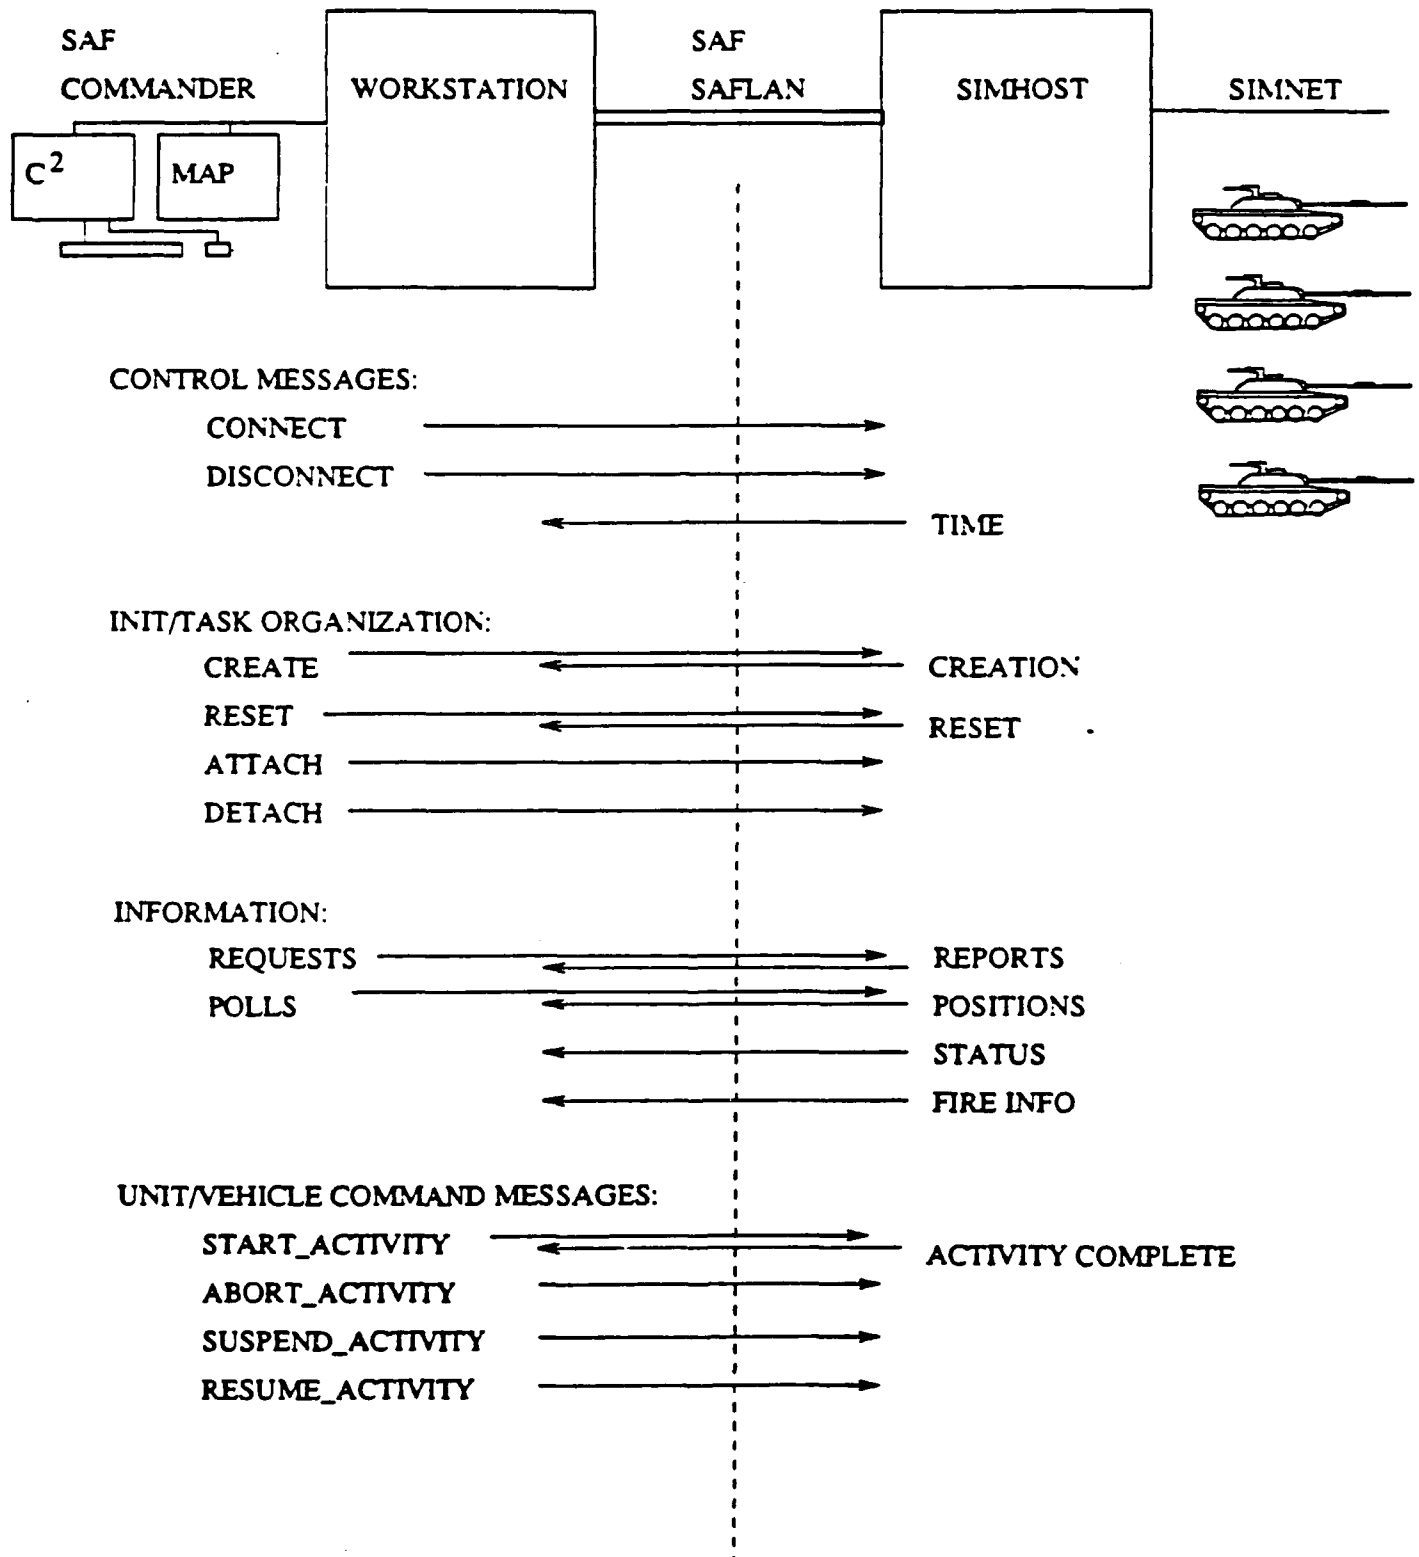 SAF
COMMANDER
WORKSTATION
SAF
SAFLAN
SIMHOST
SIMNET
C²
MAP
CONTROL MESSAGES:
CONNECT
DISCONNECT
TIME
INIT/TASK ORGANIZATION:
CREATE
CREATION
RESET
RESET
ATTACH
DETACH
INFORMATION:
REQUESTS
REPORTS
POLLS
POSITIONS
STATUS
FIRE INFO
UNIT/VEHICLE COMMAND MESSAGES:
START_ACTIVITY
ACTIVITY COMPLETE
ABORT_ACTIVITY
SUSPEND_ACTIVITY
RESUME_ACTIVITY